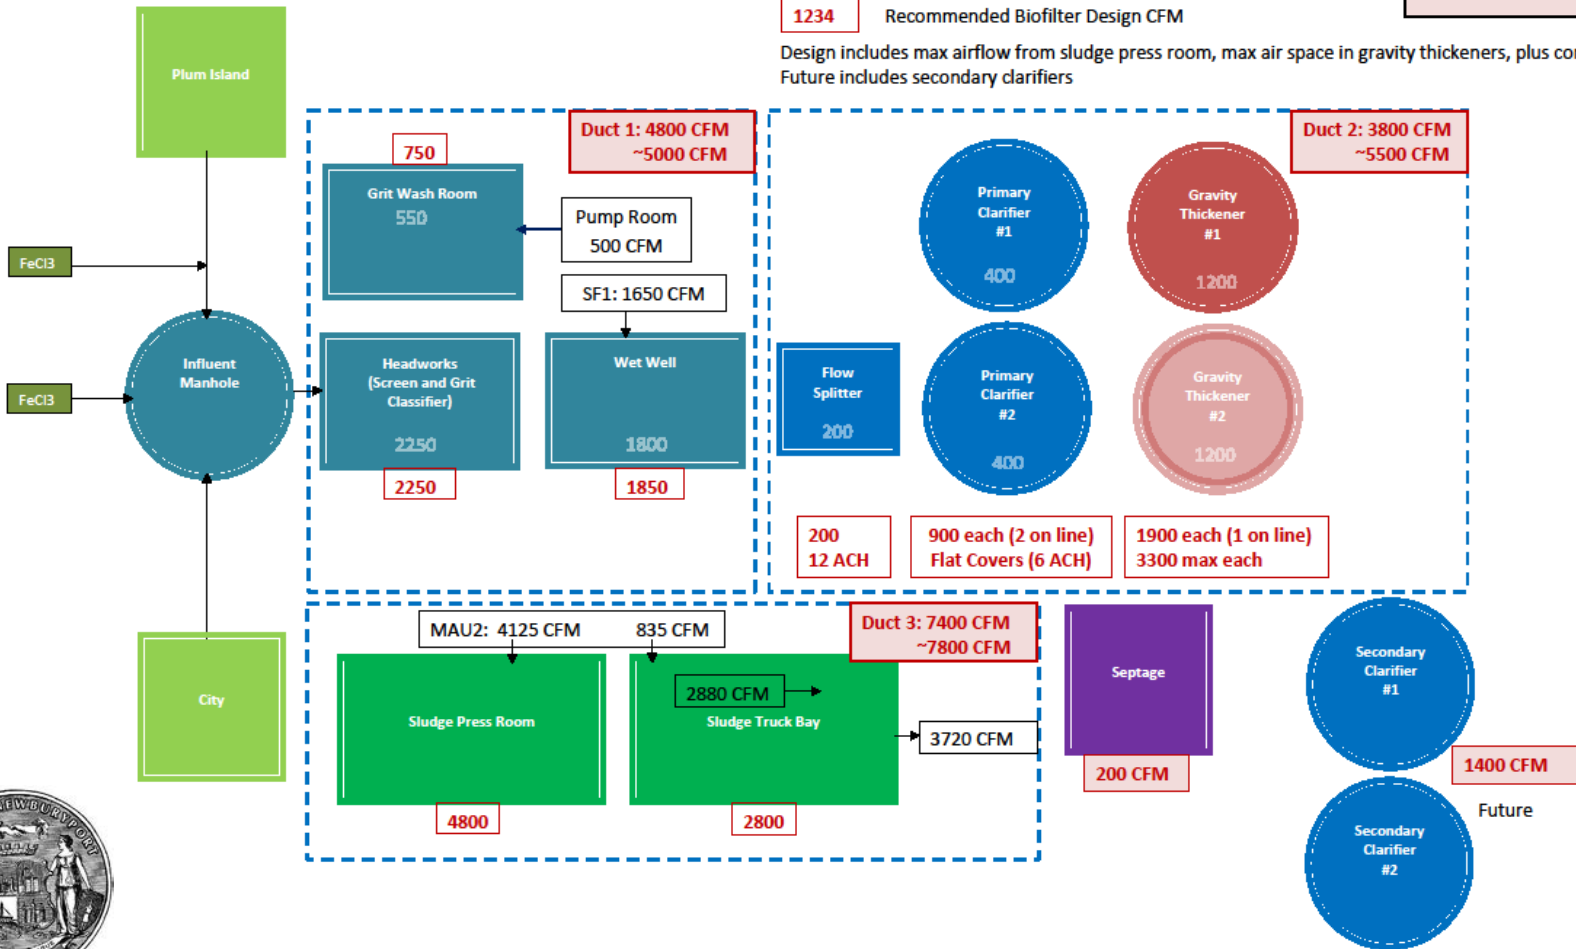 1234
Recommended Biofilter Design CFM
Design includes max airflow from sludge press room, max air space in gravity thickeners, plus
Future includes secondary clarifiers
Plum Island
FeCl3
FeCl3
Influent
Manhole
City
Duct 1: 4800 CFM
~5000 CFM
750
Grit Wash Room
550
Pump Room
500 CFM
SF1: 1650 CFM
Headworks
(Screen and Grit
Classifier)
2250
2250
Wet Well
1800
1850
Duct 2: 3800 CFM
~5500 CFM
Primary
Clarifier
#1
400
Gravity
Thickener
#1
1200
Flow
Splitter
200
Primary
Clarifier
#2
400
Gravity
Thickener
#2
1200
200
12 ACH
900 each (2 on line)
Flat Covers (6 ACH)
1900 each (1 on line)
3300 max each
Duct 3: 7400 CFM
~7800 CFM
MAU2: 4125 CFM 835 CFM
Sludge Press Room
4800
2880 CFM
Sludge Truck Bay
2800
3720 CFM
Septage
200 CFM
Secondary
Clarifier
#1
1400 CFM
Future
Secondary
Clarifier
#2
NEWBURYPORT